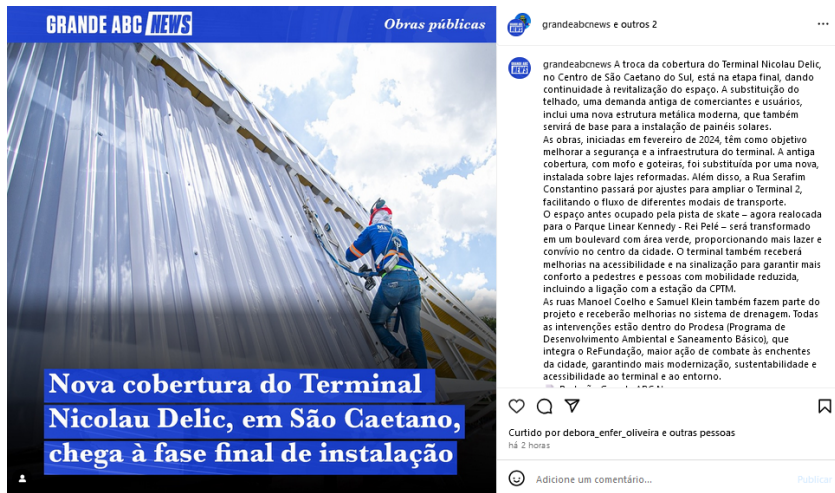 GRANDE ABC NEWS
Obras públicas
Nova cobertura do Terminal
Nicolau Delic, em São Caetano,
chega à fase final de instalação
grandeabcnews e outros 2
grandeabcnews A troca da cobertura do Terminal Nicolau Delic,
no Centro de São Caetano do Sul, está na etapa final, dando
continuidade à revitalização do espaço. A substituição do
telhado, uma demanda antiga de comerciantes e usuários,
inclui uma nova estrutura metálica moderna, que também
servirá de base para a instalação de painéis solares.
As obras, iniciadas em fevereiro de 2024, têm como objetivo
melhorar a segurança e a infraestrutura do terminal. A antiga
cobertura, com mofo e goteiras, foi substituída por uma nova,
instalada sobre lajes reformadas. Além disso, a Rua Serafim
Constantino passará por ajustes para ampliar o Terminal 2,
facilitando o fluxo de diferentes modais de transporte.
O espaço antes ocupado pela pista de skate – agora realocada
para o Parque Linear Kennedy - Rei Pelé – será transformado
em um boulevard com área verde, proporcionando mais lazer e
convívio no centro da cidade. O terminal também receberá
melhorias na acessibilidade e na sinalização para garantir mais
conforto a pedestres e pessoas com mobilidade reduzida,
incluindo a ligação com a estação da CPTM.
As ruas Manoel Coelho e Samuel Klein também fazem parte do
projeto e receberão melhorias no sistema de drenagem. Todas
as intervenções estão dentro do Prodesa (Programa de
Desenvolvimento Ambiental e Saneamento Básico), que
integra o ReFundação, maior ação de combate às enchentes
da cidade, garantindo mais modernização, sustentabilidade e
acessibilidade ao terminal e ao entorno.
Curtido por debora_enfer_oliveira e outras pessoas
há 2 horas
Adicione um comentário...
Publicar